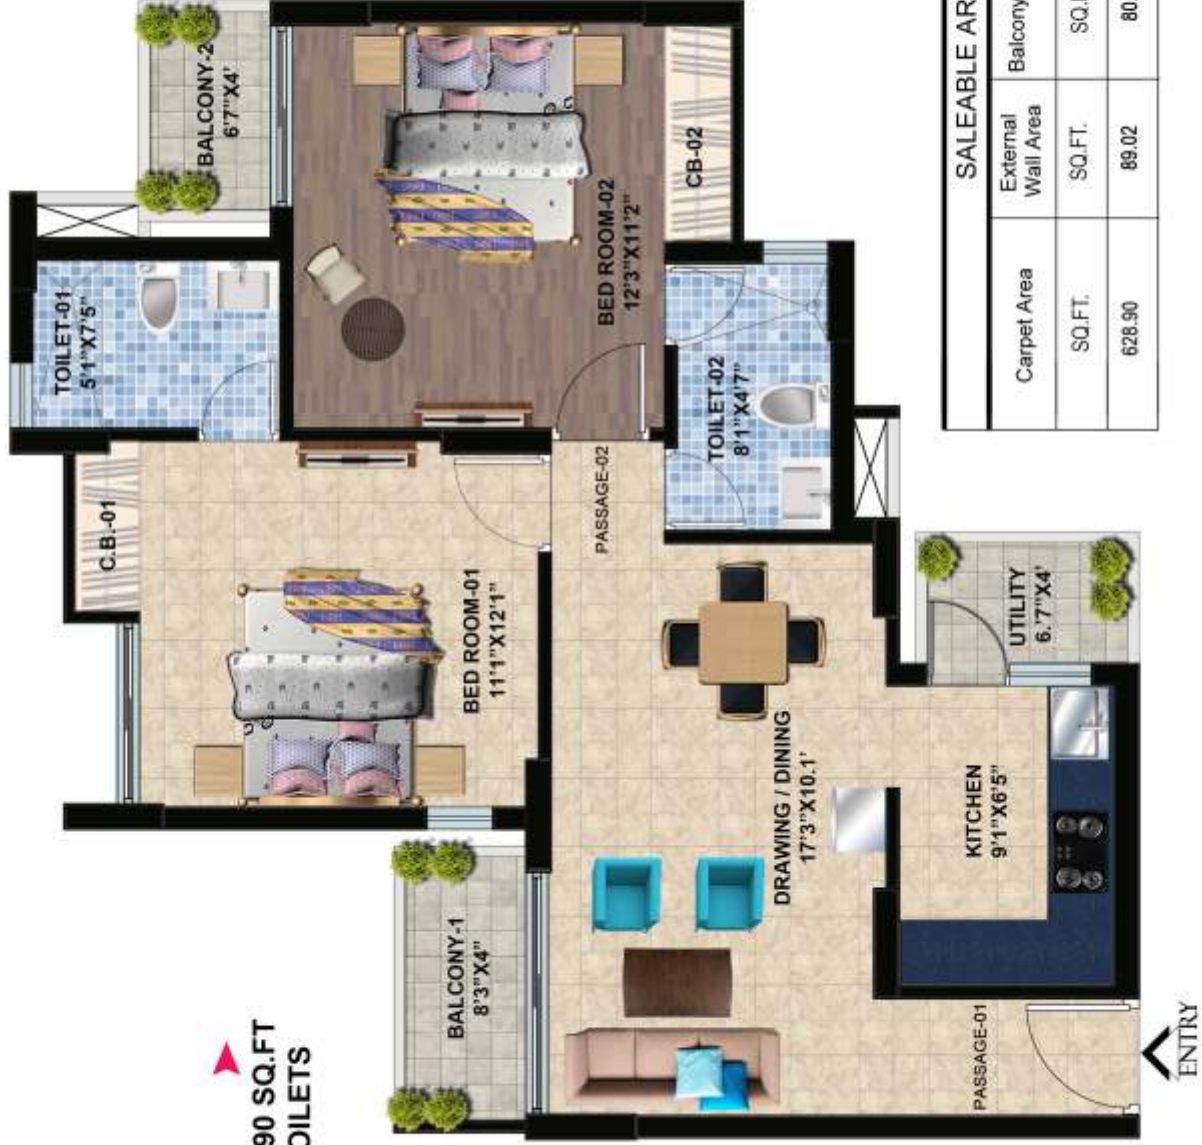 BALCONY-2
6'7"X4'
TOILET-01
5'1"X7'5"
BED ROOM-02
12'3"X11'2"
CB-02
C.B.-01
TOILET-02
8'1"X4'7"
PASSAGE-02
BED ROOM-01
11'1"X12'1"
UTILITY
6.'7"X4'
DRAWING / DINING
17'3"X10.1'
KITCHEN
9'1"X6'5"
BALCONY-1
8'3"X4"
PASSAGE-01
ENTRY
90 SQ.FT
OILETS
SALEABLE AR
Carpet Area
External
Wall Area
Balcony
SQ.FT.
SQ.FT.
SQ.
628.90
89.02
80.